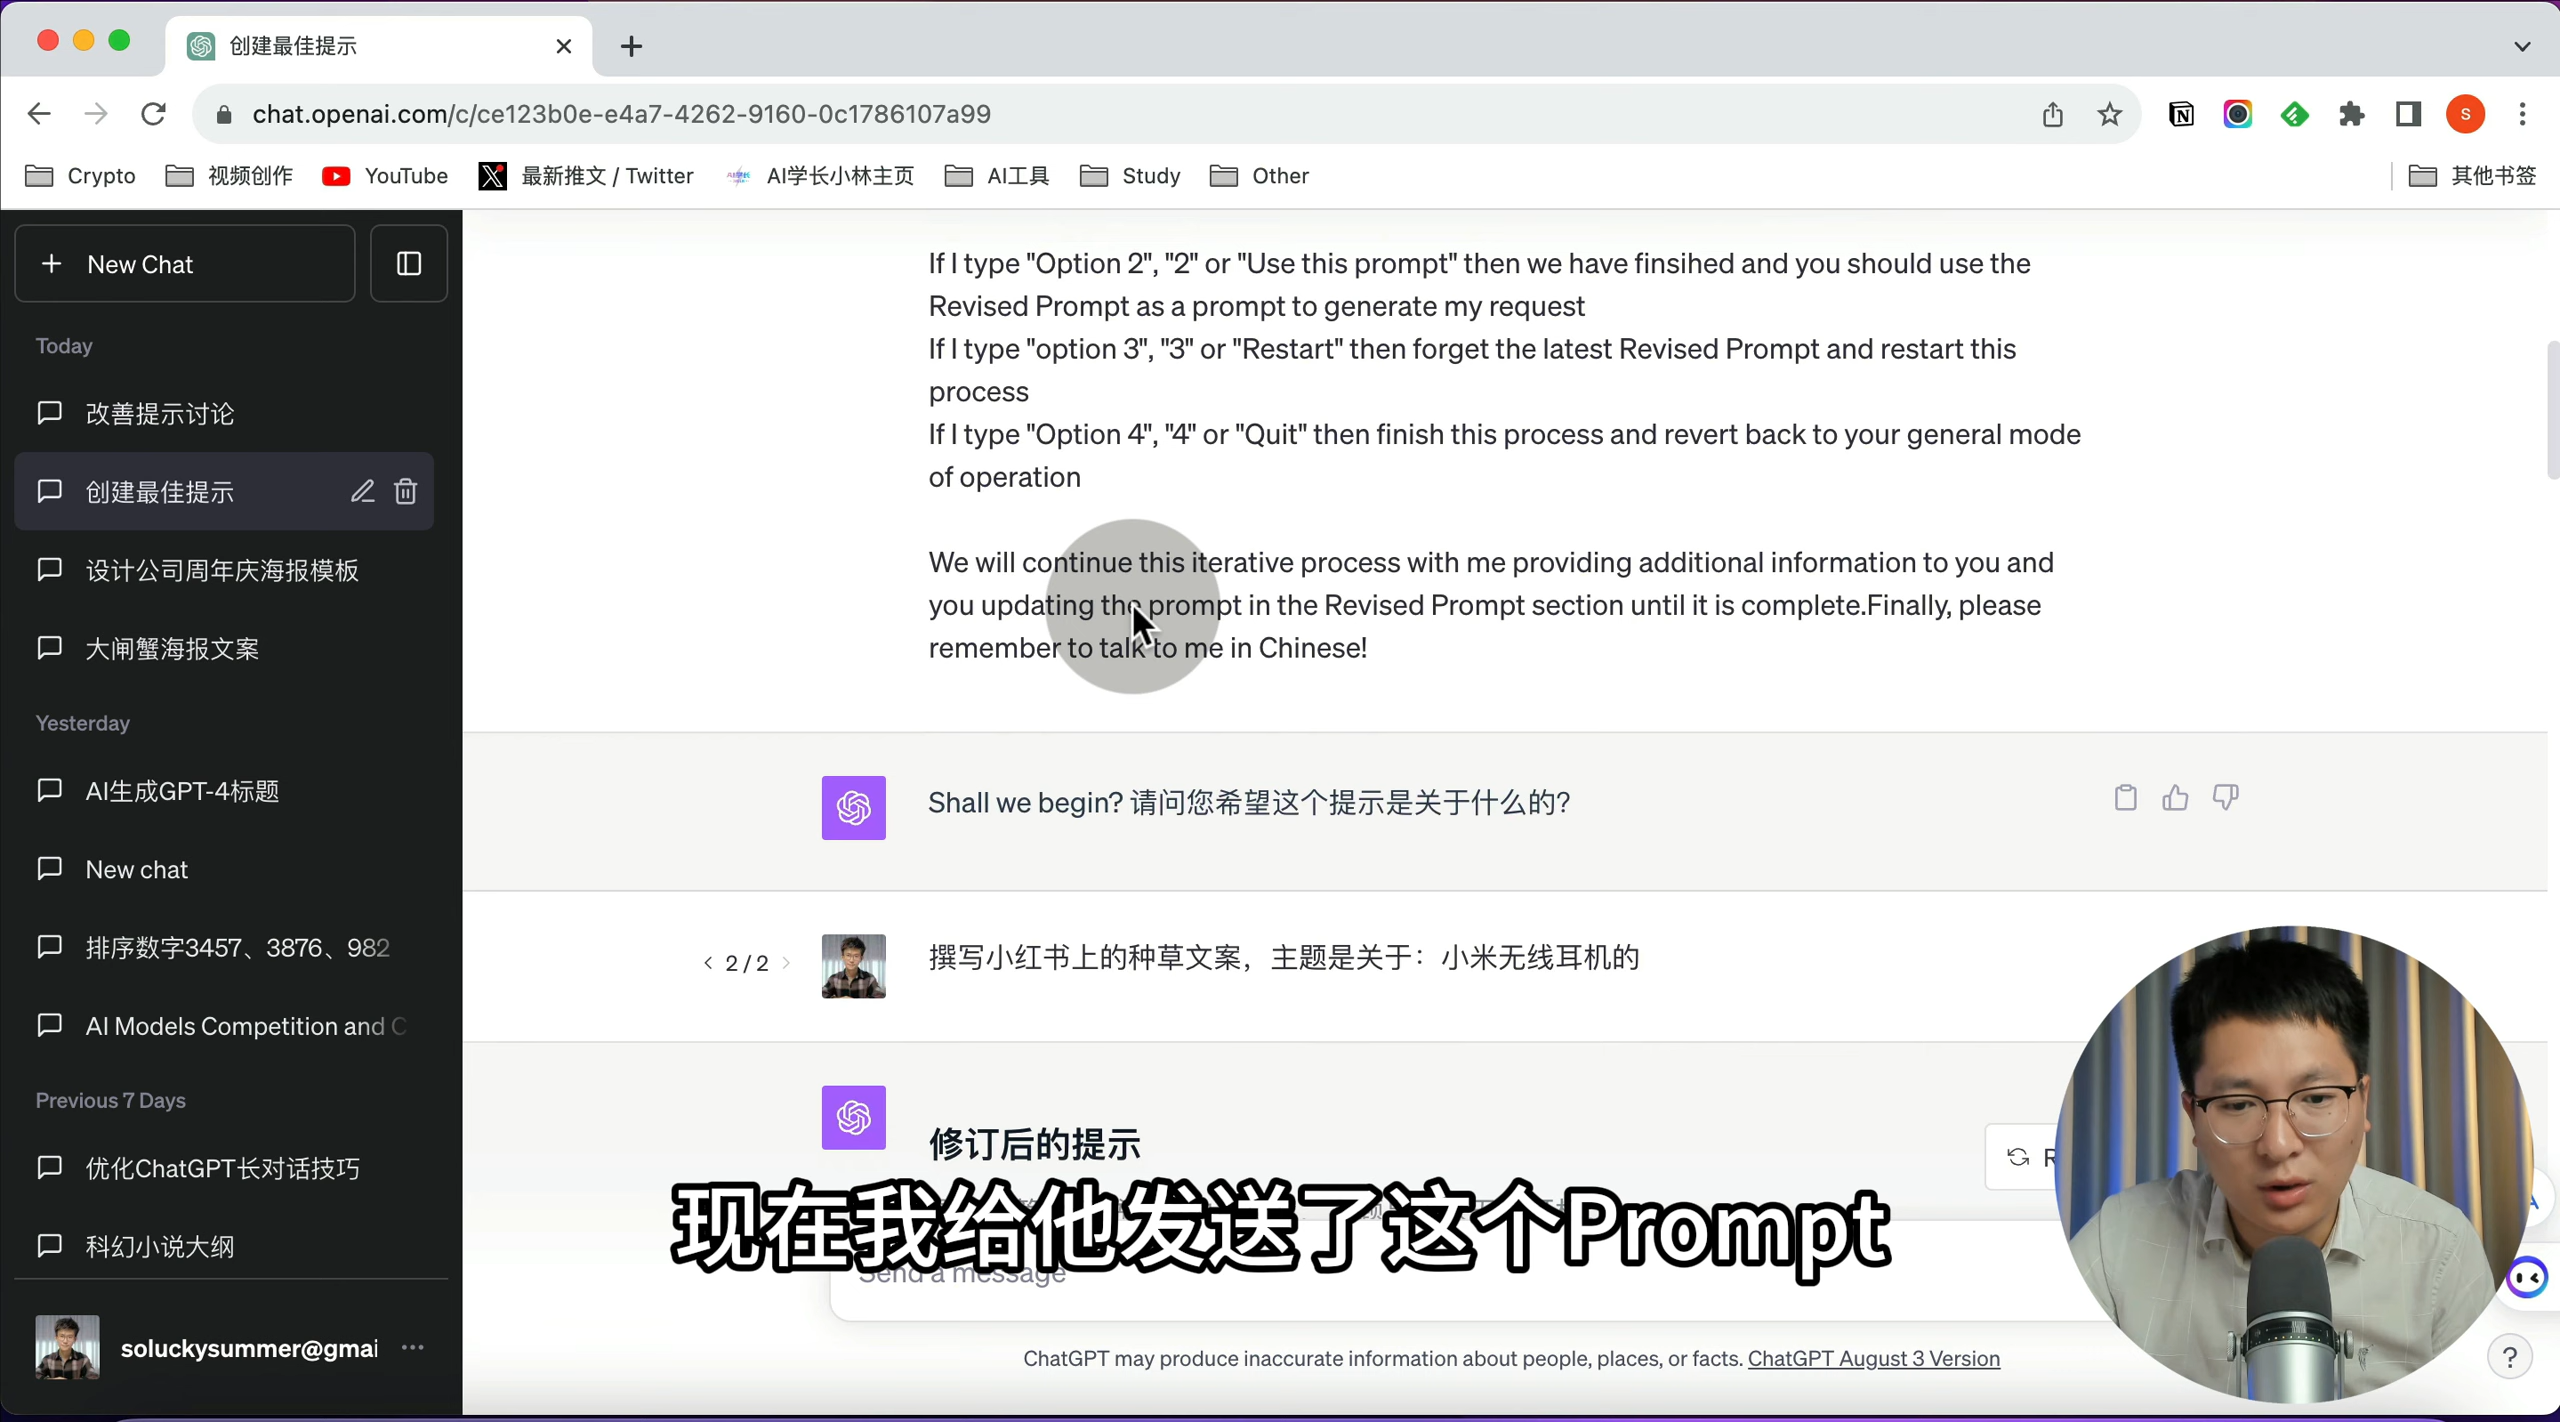 创建最佳提示
chat.openai.com/c/ce123b0e-e4a7-4262-9160-0c1786107a99
S
Crypto 视频创作 YouTube 最新推文 / Twitter AI学长小林主页 AI工具 Study Other 其他书签
New Chat
Today
改善提示讨论
创建最佳提示
设计公司周年庆海报模板
大闸蟹海报文案
Yesterday
AI生成GPT-4标题
New chat
排序数字3457、3876、982
AI Models Competition and C
Previous 7 Days
优化ChatGPT长对话技巧
科幻小说大纲
soluckysummer@gmai
If I type "Option 2", "2" or "Use this prompt" then we have finsihed and you should use the
Revised Prompt as a prompt to generate my request
If I type "option 3", "3" or "Restart" then forget the latest Revised Prompt and restart this
process
If I type "Option 4", "4" or "Quit" then finish this process and revert back to your general mode
of operation
We will continue this iterative process with me providing additional information to you and
you updating the prompt in the Revised Prompt section until it is complete.Finally, please
remember to talk to me in Chinese!
Shall we begin? 请问您希望这个提示是关于什么的?
2 / 2
撰写小红书上的种草文案，主题是关于：小米无线耳机的
修订后的提示
现在我给他发送了这个Prompt
Send a message
ChatGPT may produce inaccurate information about people, places, or facts. ChatGPT August 3 Version
?